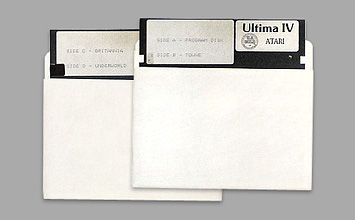 SIDE C - BRITANNIA
SIDE D - UNDERWORLD
SIDE A - PROGRAM DISK
SIDE B - TOWNE
Ultima IV
ATARI